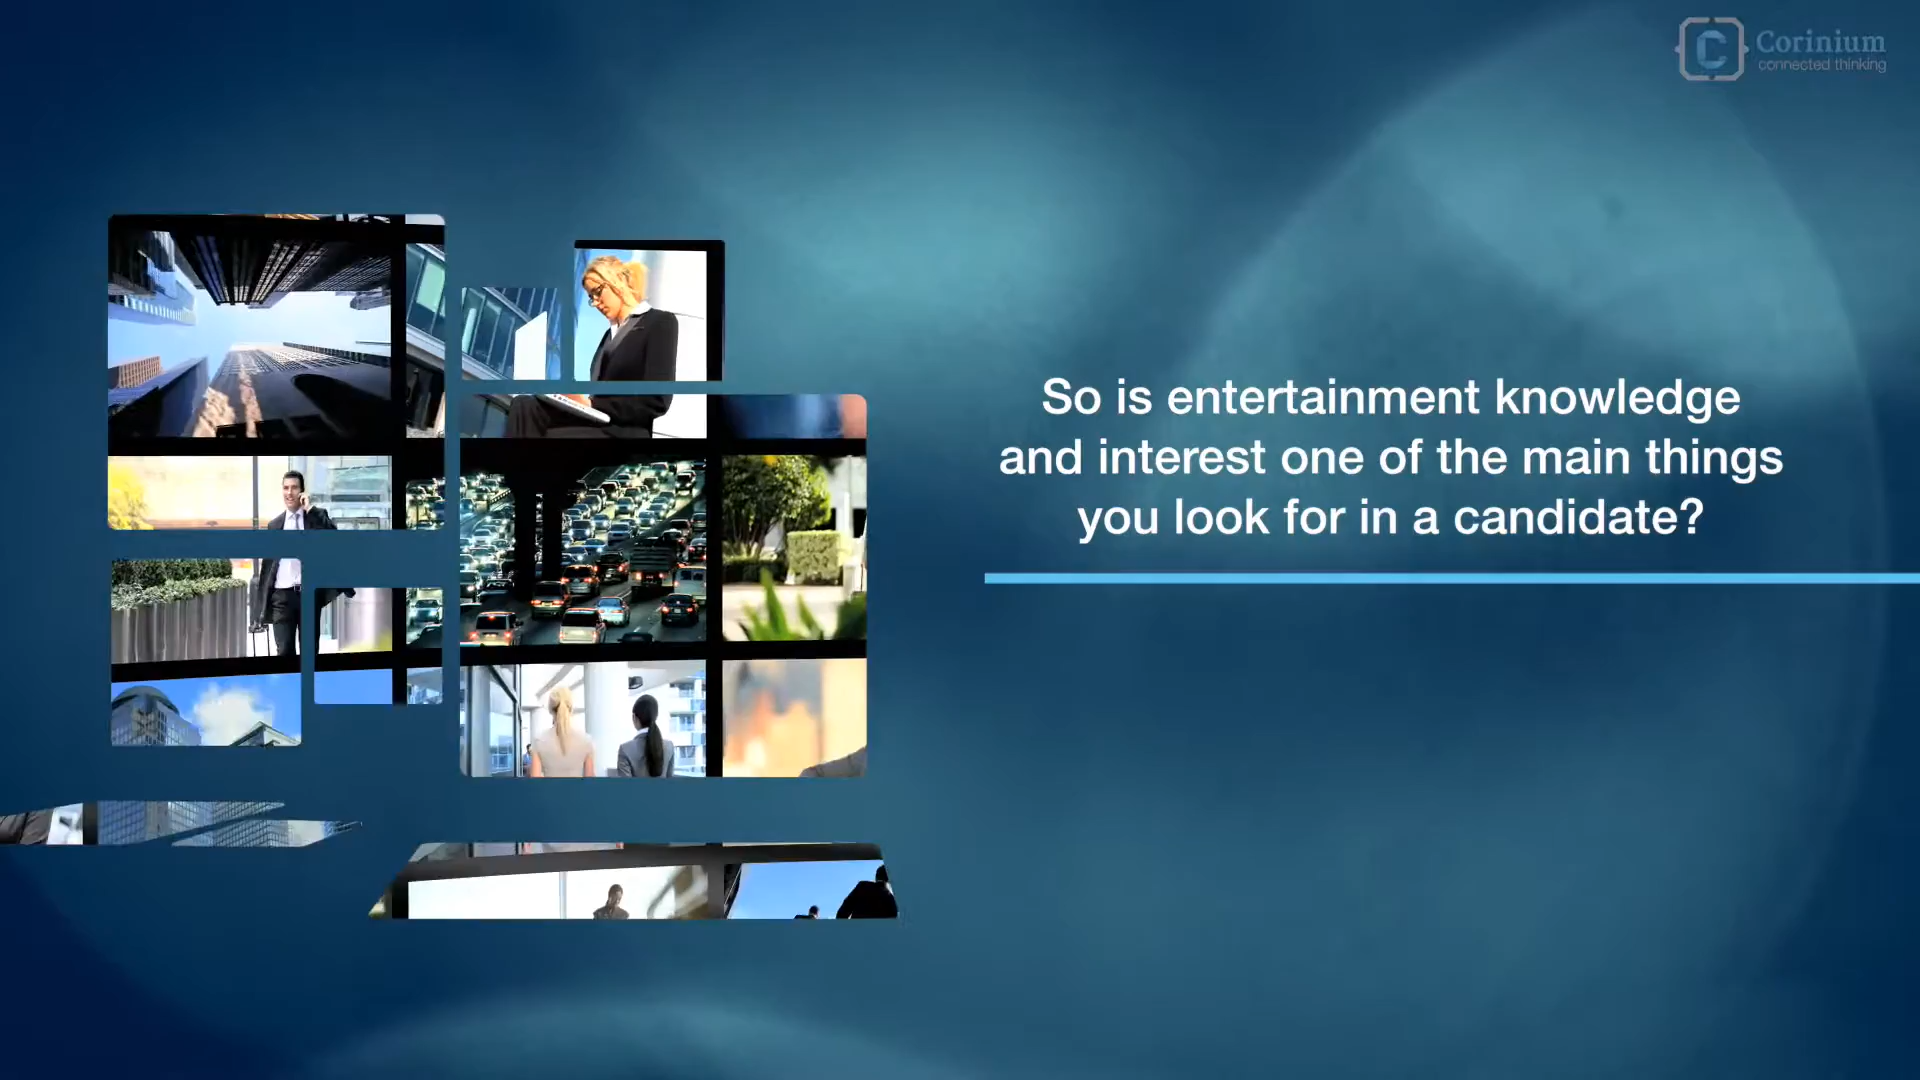 Corinium
connected thinking
So is entertainment knowledge
and interest one of the main things
you look for in a candidate?